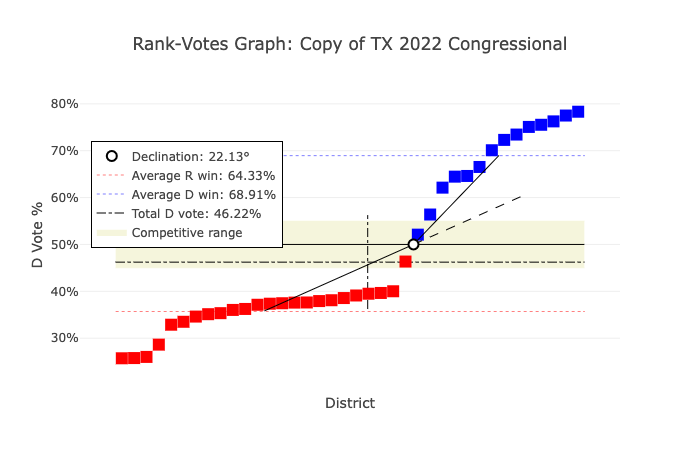 Rank-Votes Graph: Copy of TX 2022 Congressional
80%
70%
60%
50%
40%
30%
D Vote %
Declination: 22.13°
Average R win: 64.33%
Average D win: 68.91%
Total D vote: 46.22%
Competitive range
District